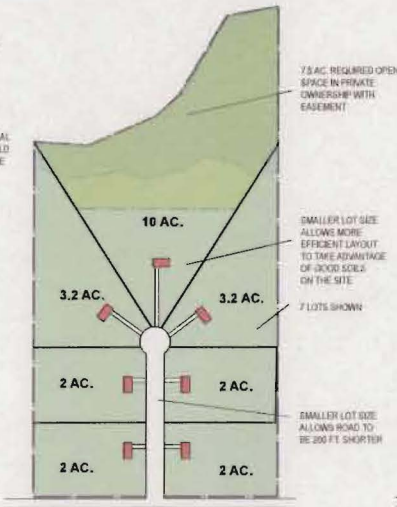 7.5 AC. REQUIRED OPEN
SPACE IN PRIVATE
OWNERSHIP WITH
EASEMENT
10 AC.
SMALLER LOT SIZE
ALLOWS MORE
EFFICIENT LAYOUT
TO TAKE ADVANTAGE
OF GOOD SOILS
ON THE SITE
3.2 AC.
3.2 AC.
7 LOTS SHOWN
2 AC.
2 AC.
SMALLER LOT SIZE
ALLOWS ROAD TO
BE 200 FT. SHORTER
2 AC.
2 AC.